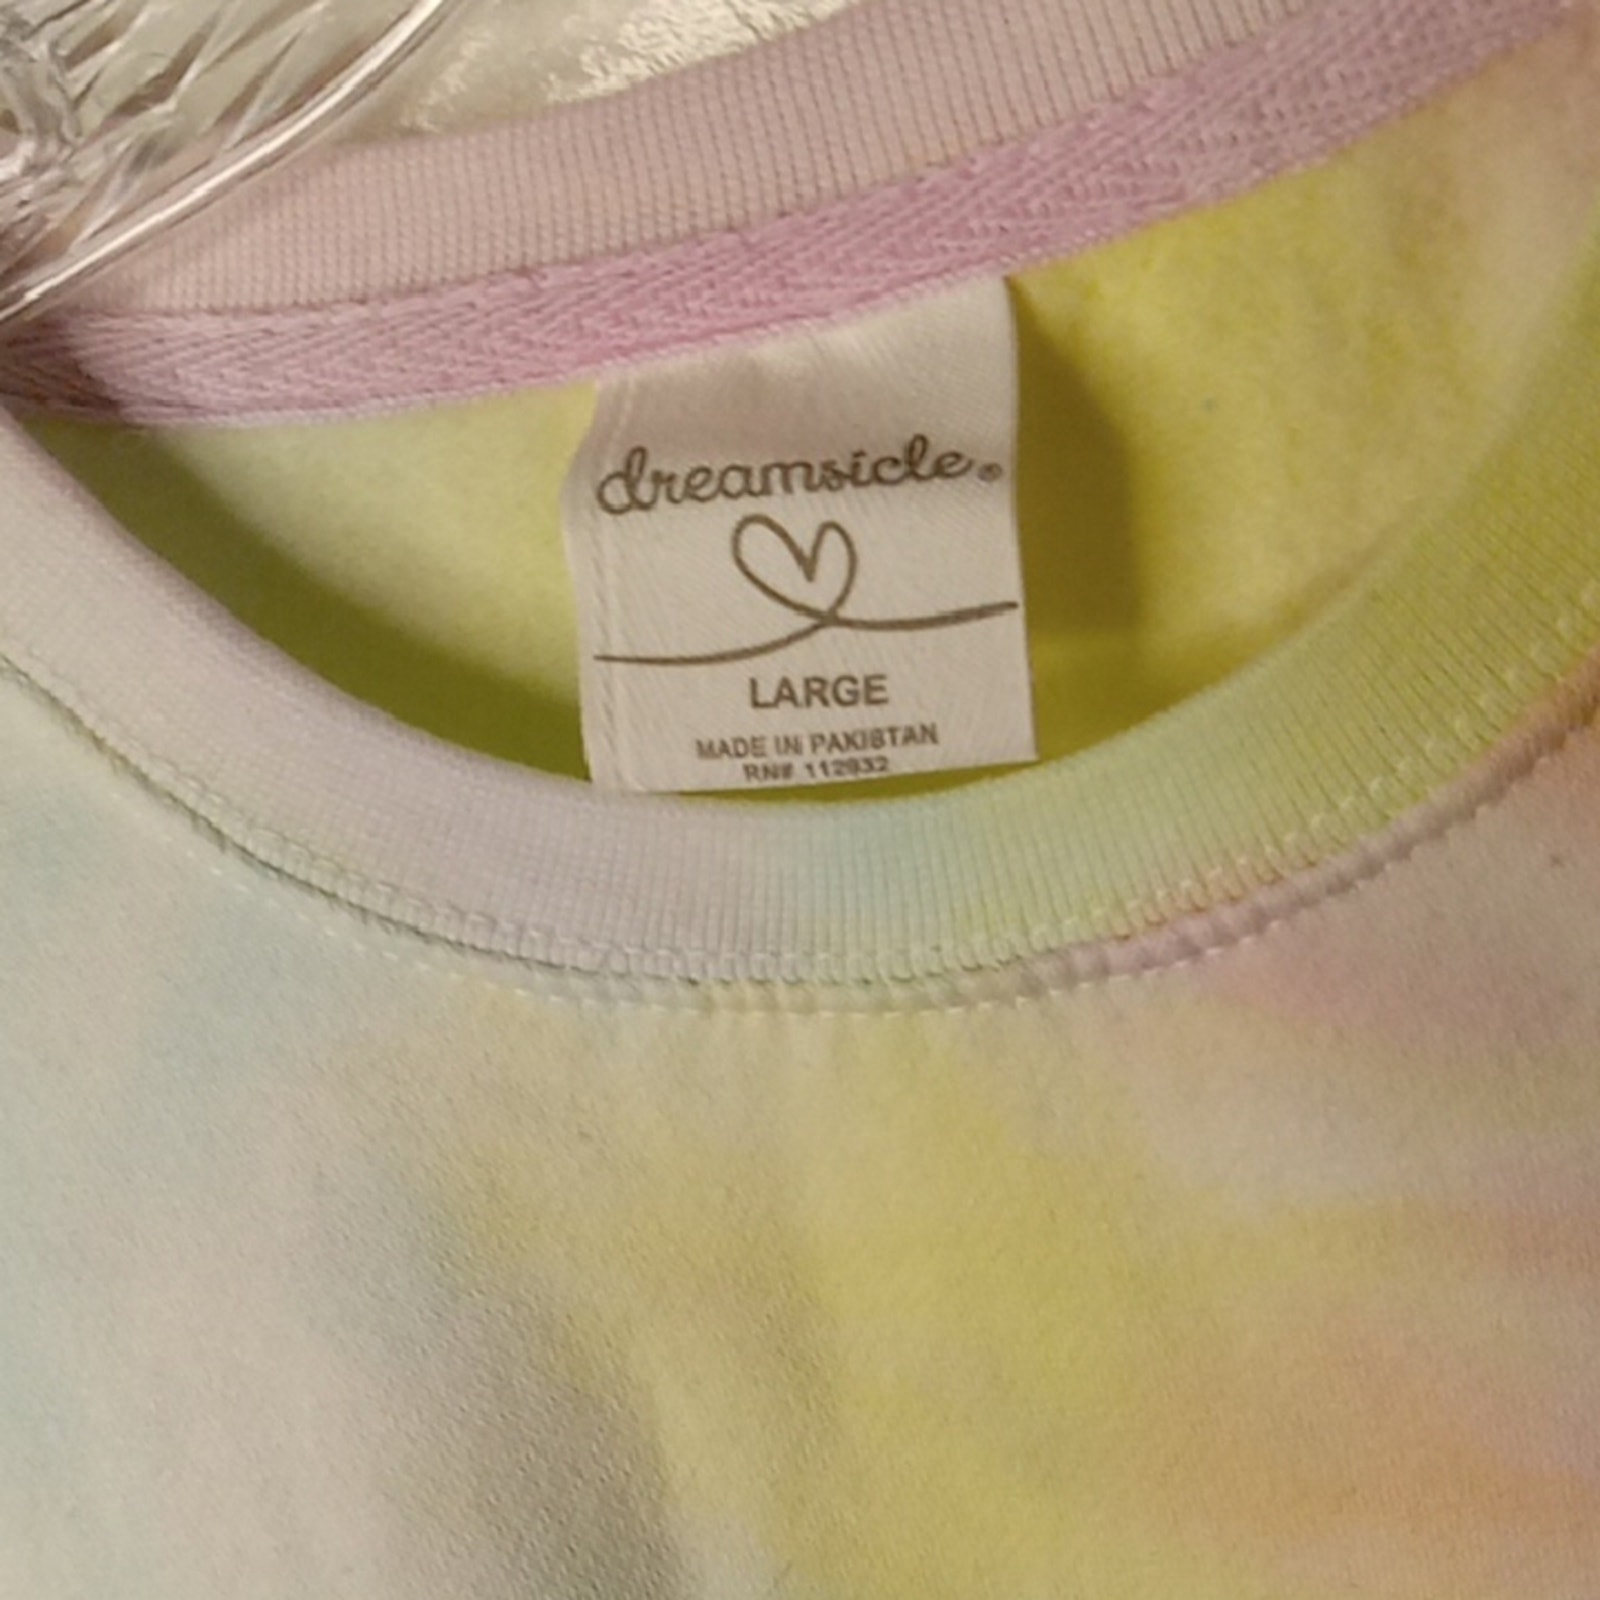 dreamsicle®
LARGE
MADE IN PAKISTAN
RN# 112932